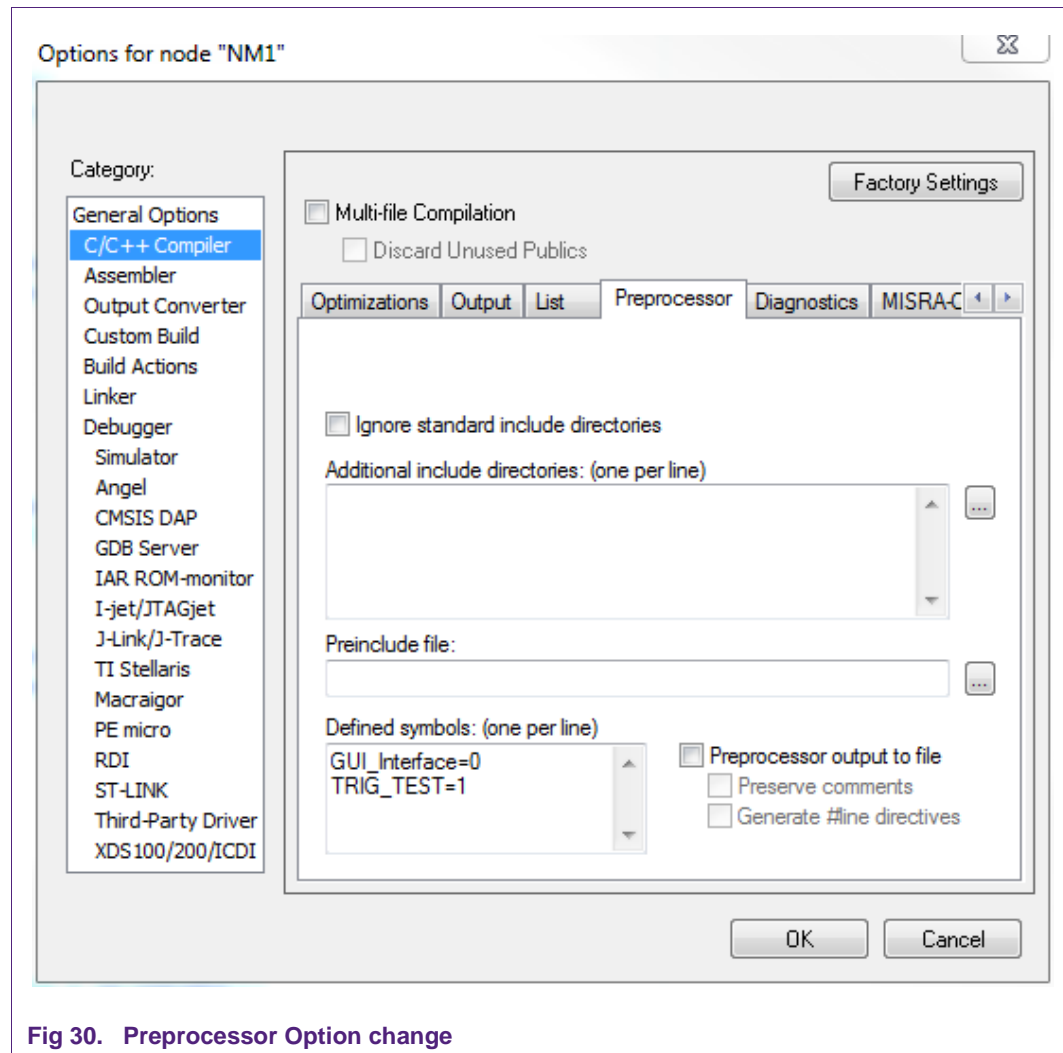 Options for node "NM1"
Category:
General Options
C/C++ Compiler
Assembler
Output Converter
Custom Build
Build Actions
Linker
Debugger
Simulator
Angel
CMSIS DAP
GDB Server
IAR ROM-monitor
I-jet/JTAGjet
J-Link/J-Trace
TI Stellaris
Macraigor
PE micro
RDI
ST-LINK
Third-Party Driver
XDS100/200/ICDI
Factory Settings
Multi-file Compilation
Discard Unused Publics
Optimizations Output List Preprocessor Diagnostics MISRA-C
Ignore standard include directories
Additional include directories: (one per line)
...
Preinclude file:
...
Defined symbols: (one per line)
GUI_Interface=0
TRIG_TEST=1
Preprocessor output to file
Preserve comments
Generate #line directives
OK Cancel
Fig 30. Preprocessor Option change